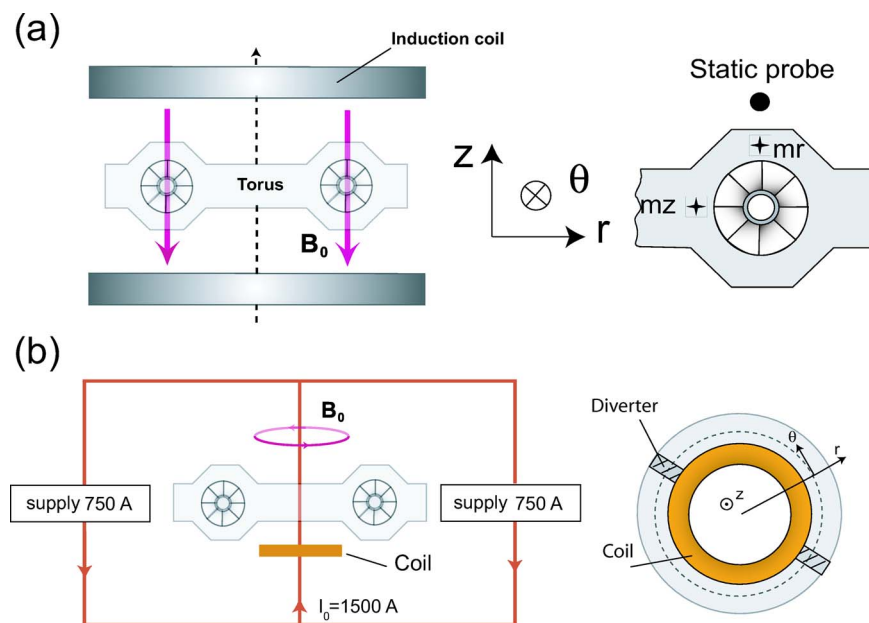 (a)
Induction coil
Torus
B0
Z
θ
r
Static probe
mr
mz
(b)
B0
supply 750 A
supply 750 A
Coil
I0=1500 A
Diverter
θ
r
z
Coil